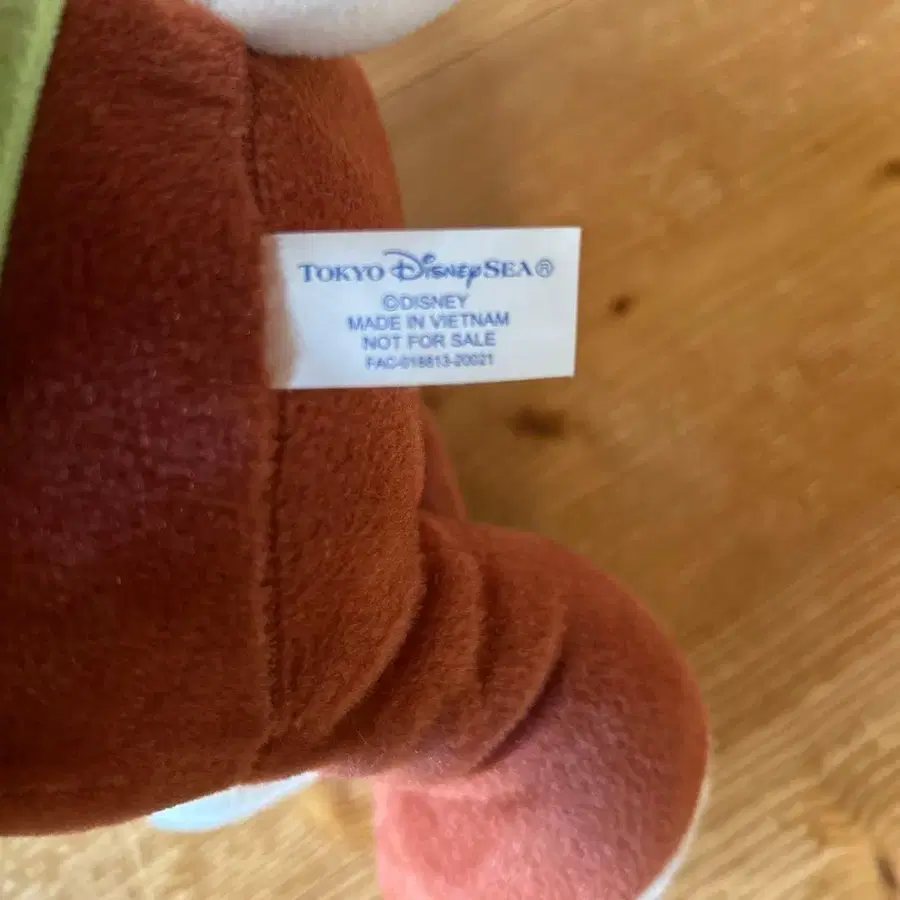 TOKYO DisneySEA®
©DISNEY
MADE IN VIETNAM
NOT FOR SALE
FAC-018813-20021